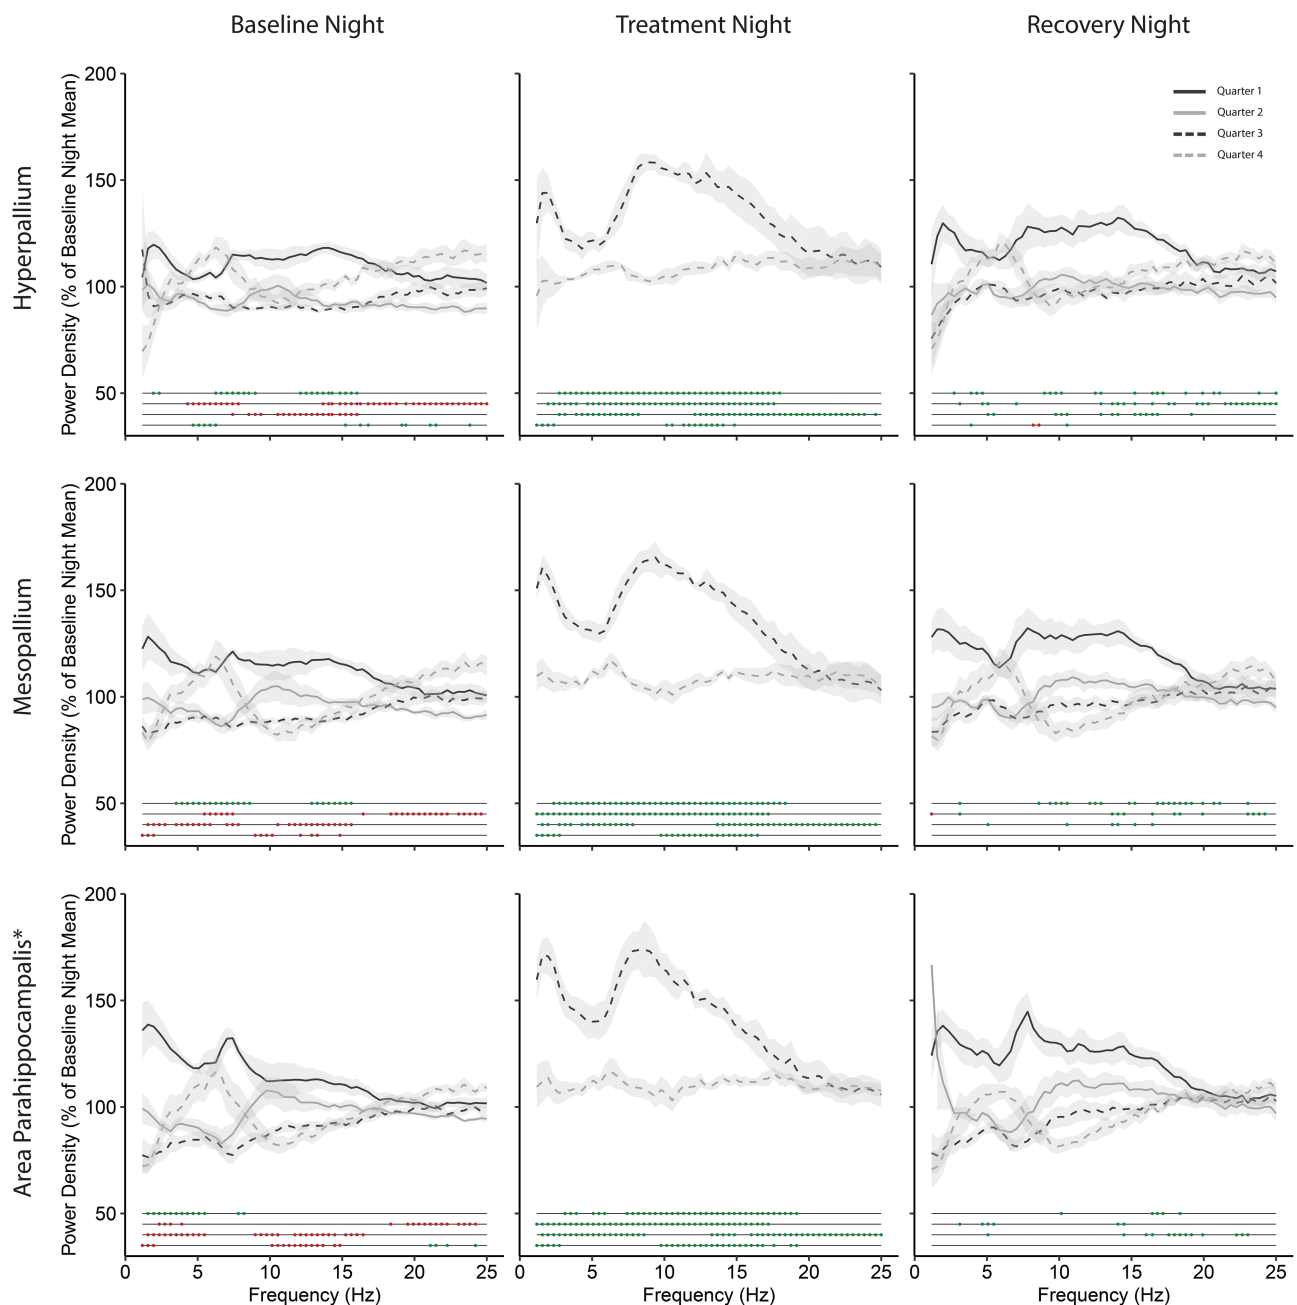 Baseline Night
Treatment Night
Recovery Night
Hyperpallium
Power Density (% of Baseline Night Mean)
200
150
100
50
Quarter 1
Quarter 2
Quarter 3
Quarter 4
Mesopallium
Power Density (% of Baseline Night Mean)
200
150
100
50
Area Parahippocampalis*
Power Density (% of Baseline Night Mean)
200
150
100
50
0 5 10 15 20 25
0 5 10 15 20 25
0 5 10 15 20 25
Frequency (Hz)
Frequency (Hz)
Frequency (Hz)